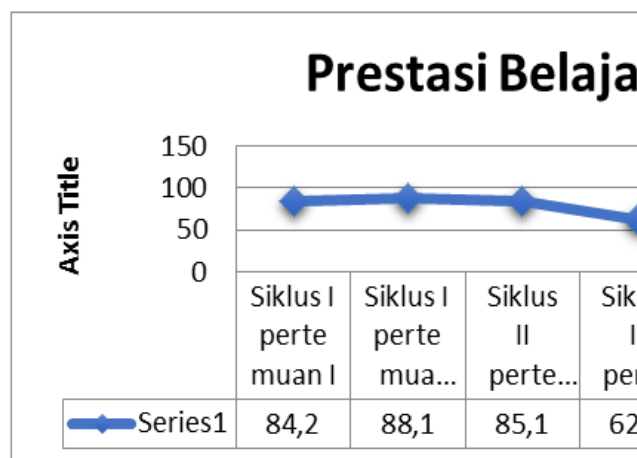 Prestasi Belaja
Axis Title
150
100
50
0
Siklus I perte muan I
Siklus I perte mua...
Siklus II perte...
Series1 84,2 88,1 85,1 62